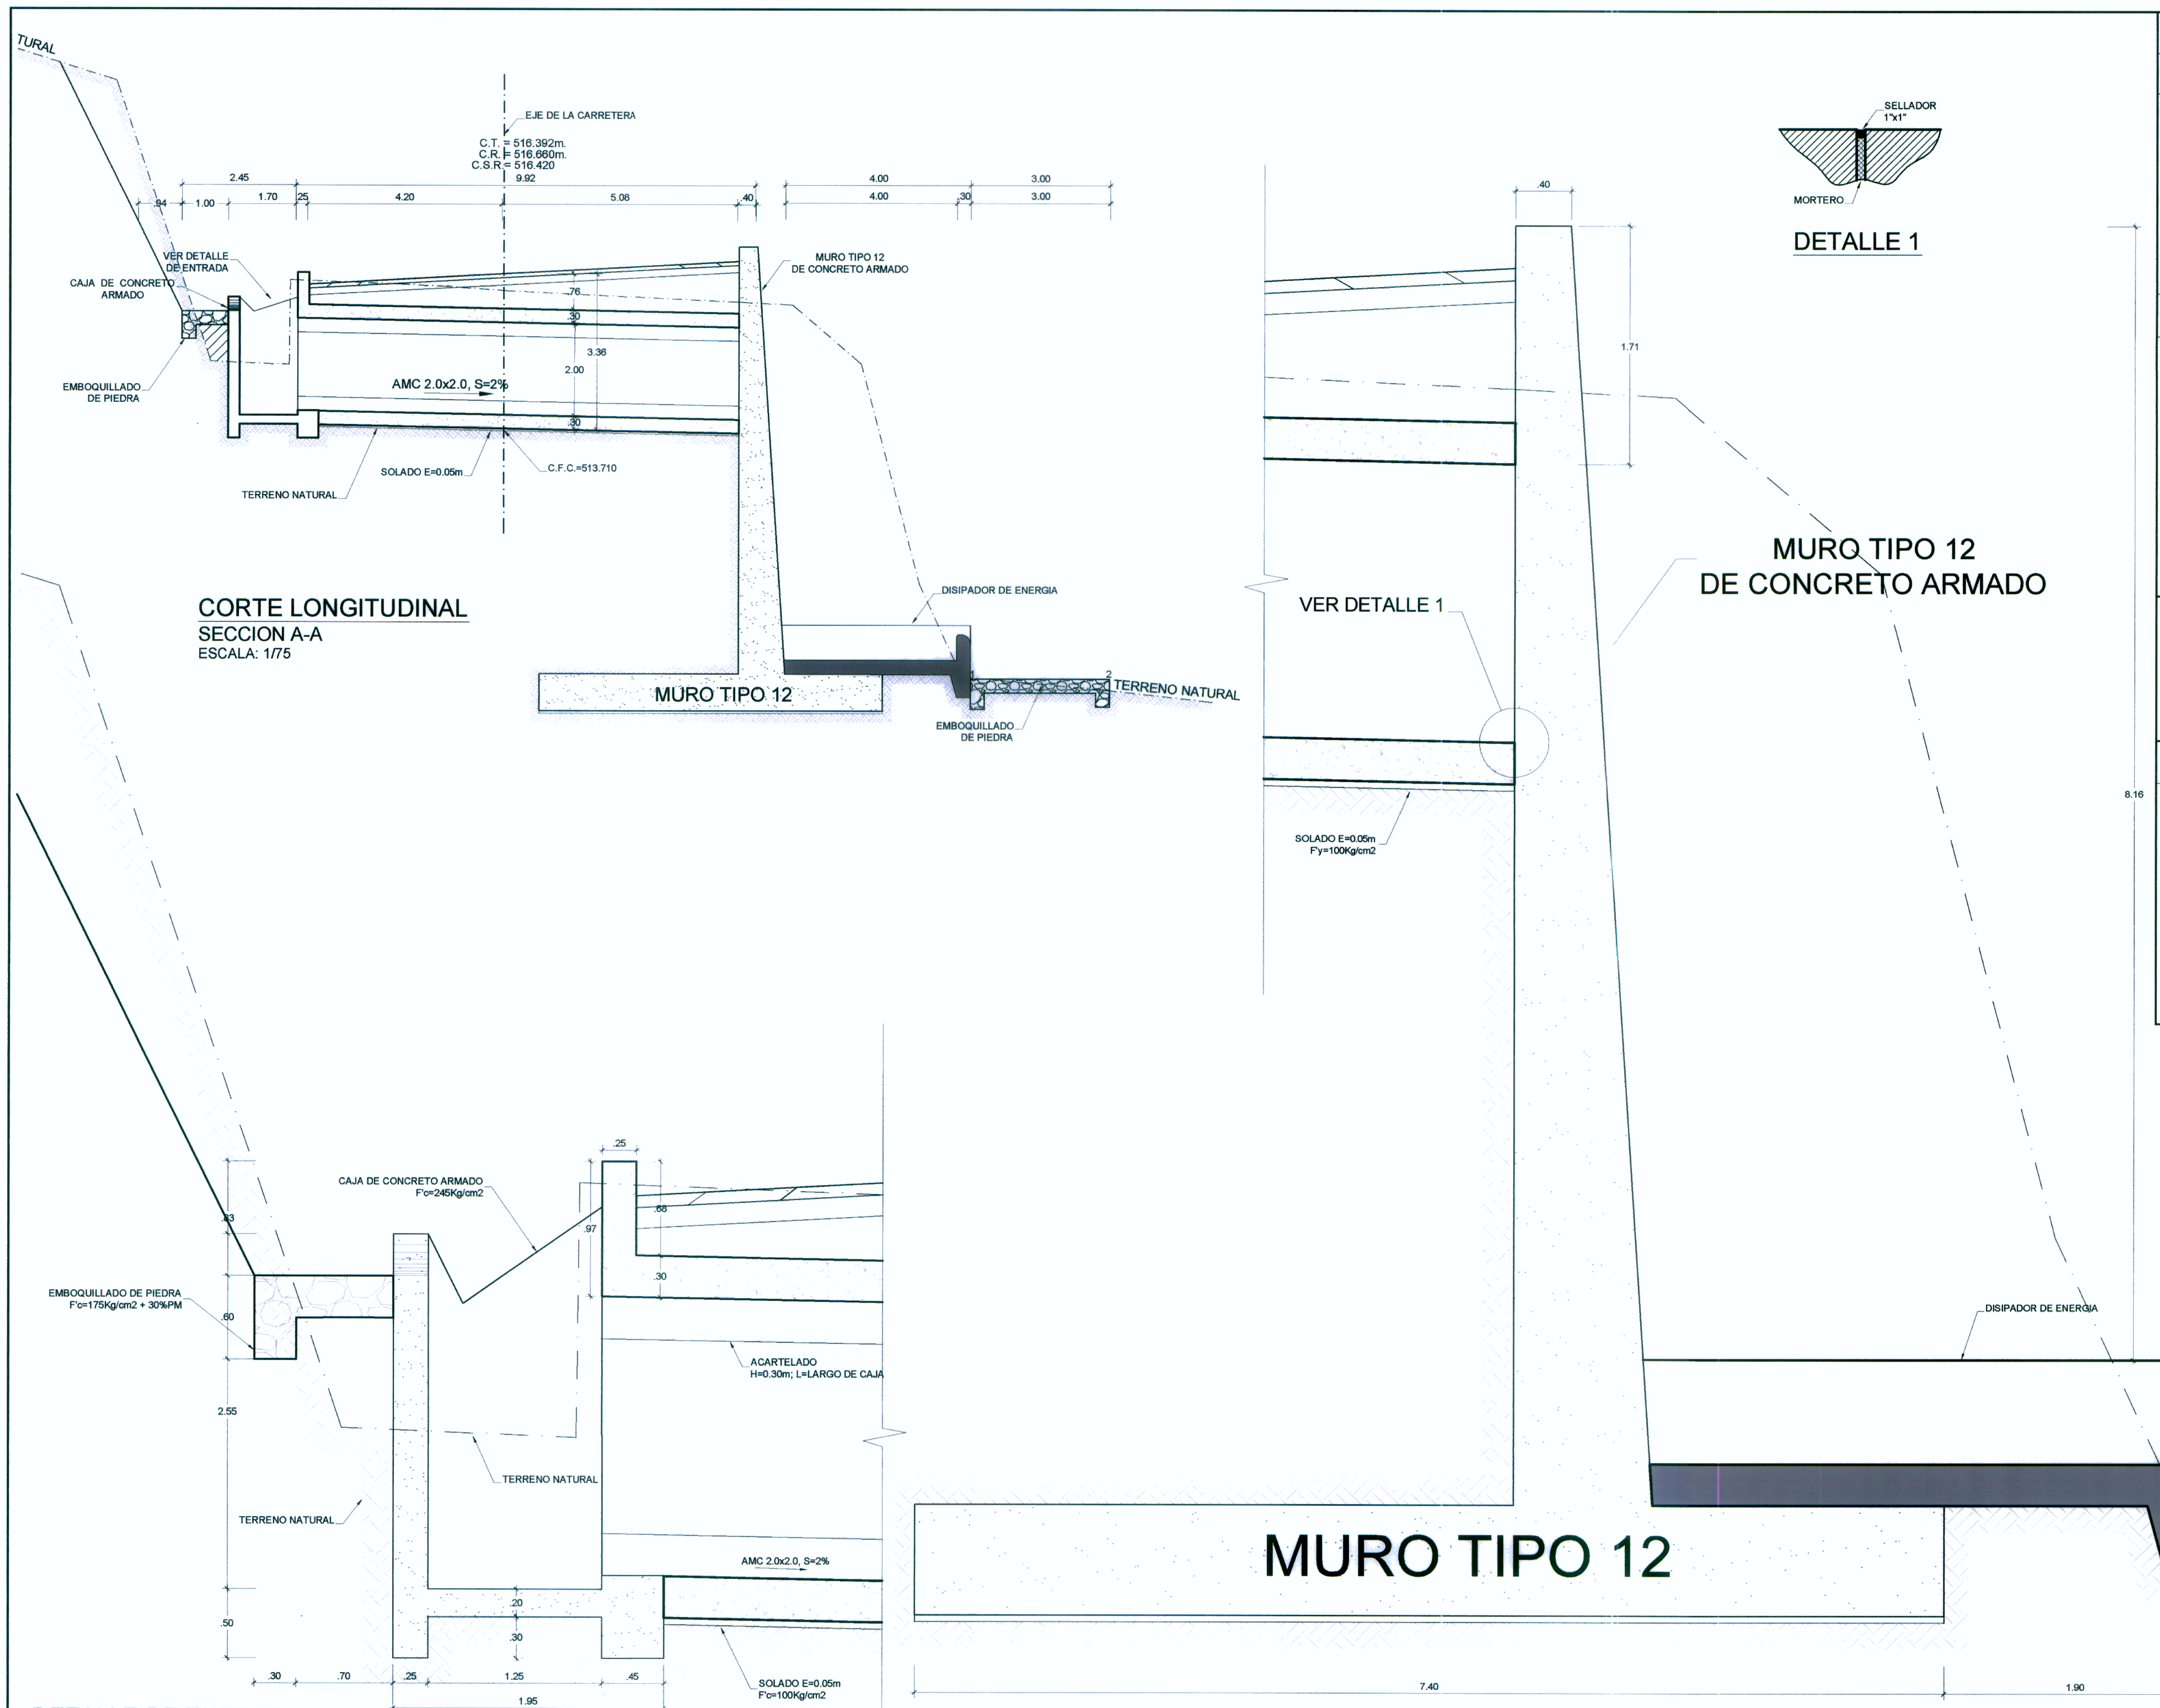 TURAL
EJE DE LA CARRETERA
C.T. = 516.392m.
C.R. = 516.660m.
C.S.R.= 516.420
2.45
9.92
4.00
3.00
.94
1.00
1.70
.25
4.20
5.08
.40
4.00
.30
3.00
VER DETALLE
DE ENTRADA
CAJA DE CONCRETO
ARMADO
MURO TIPO 12
DE CONCRETO ARMADO
.76
.30
3.36
2.00
AMC 2.0x2.0, S=2%
EMBOQUILLADO
DE PIEDRA
.30
SOLADO E=0.05m
C.F.C.=513.710
TERRENO NATURAL
CORTE LONGITUDINAL
SECCION A-A
ESCALA: 1/75
DISIPADOR DE ENERGIA
MURO TIPO 12
1
2
TERRENO NATURAL
EMBOQUILLADO
DE PIEDRA
SELLADOR
1"x1"
MORTERO
DETALLE 1
.40
1.71
MURO TIPO 12
DE CONCRETO ARMADO
VER DETALLE 1
8.16
SOLADO E=0.05m
F'y=100Kg/cm2
DISIPADOR DE ENERGIA
MURO TIPO 12
7.40
1.90
.25
CAJA DE CONCRETO ARMADO
F'c=245Kg/cm2
.83
.97
.68
.30
EMBOQUILLADO DE PIEDRA
F'c=175Kg/cm2 + 30%PM
.60
ACARTELADO
H=0.30m; L=LARGO DE CAJA
2.55
TERRENO NATURAL
TERRENO NATURAL
AMC 2.0x2.0, S=2%
.20
.50
.30
.30
.70
.25
1.25
.45
1.95
SOLADO E=0.05m
F'c=100Kg/cm2